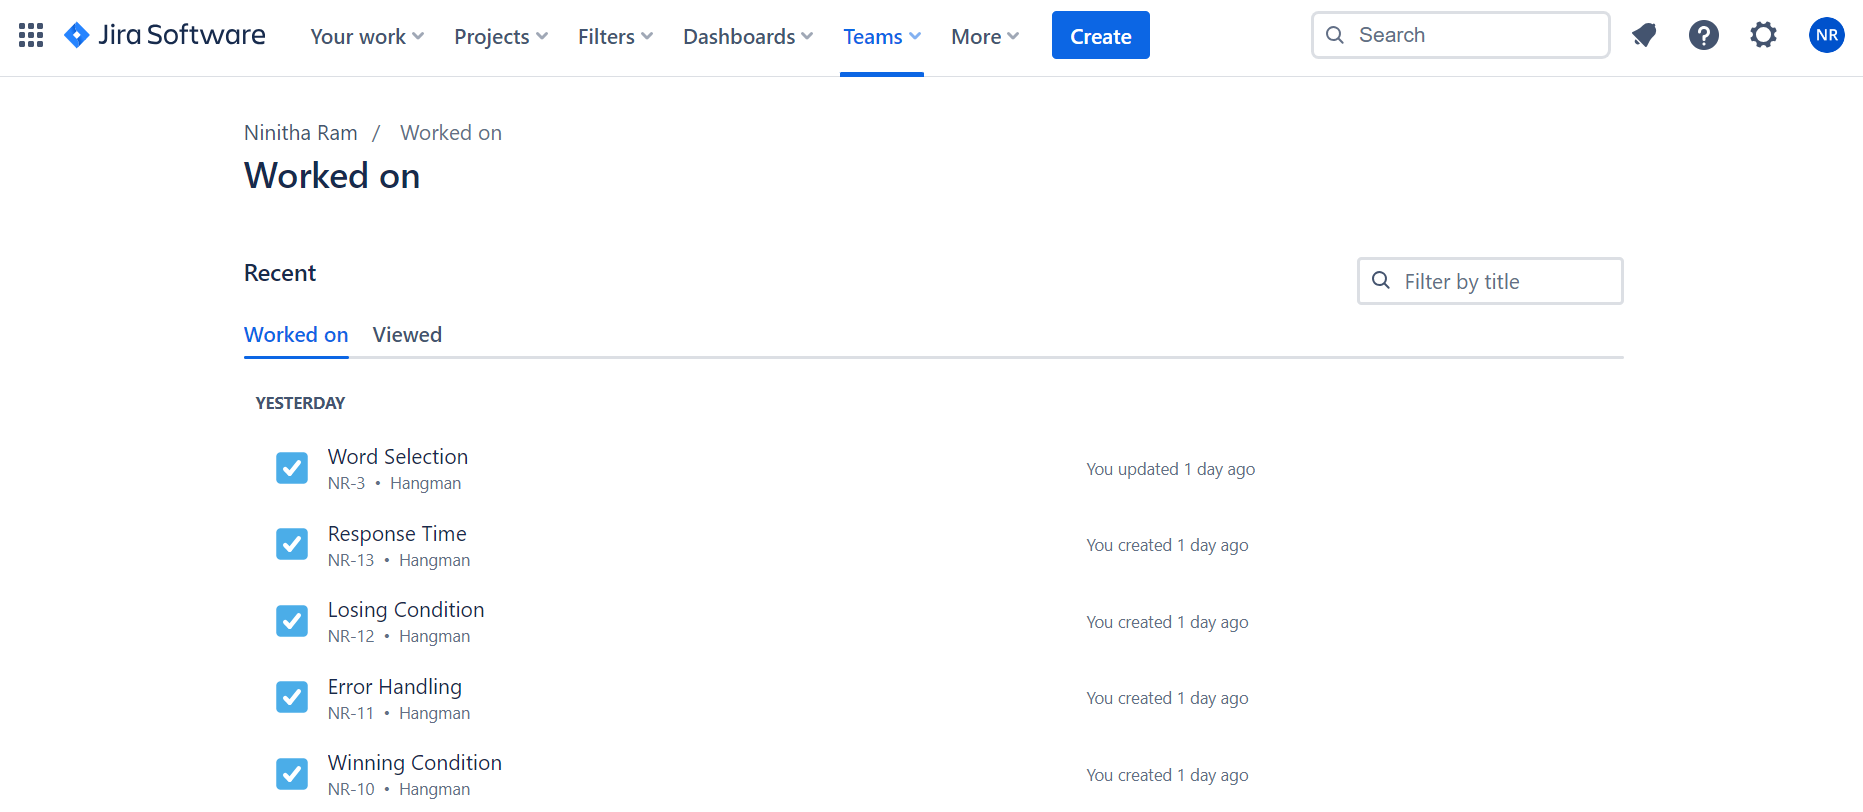 Jira Software Your work Projects Filters Dashboards Teams More Create Search ? NR
Ninitha Ram / Worked on
Worked on
Recent
Filter by title
Worked on Viewed
YESTERDAY
Word Selection
NR-3 • Hangman
You updated 1 day ago
Response Time
NR-13 • Hangman
You created 1 day ago
Losing Condition
NR-12 • Hangman
You created 1 day ago
Error Handling
NR-11 • Hangman
You created 1 day ago
Winning Condition
NR-10 • Hangman
You created 1 day ago